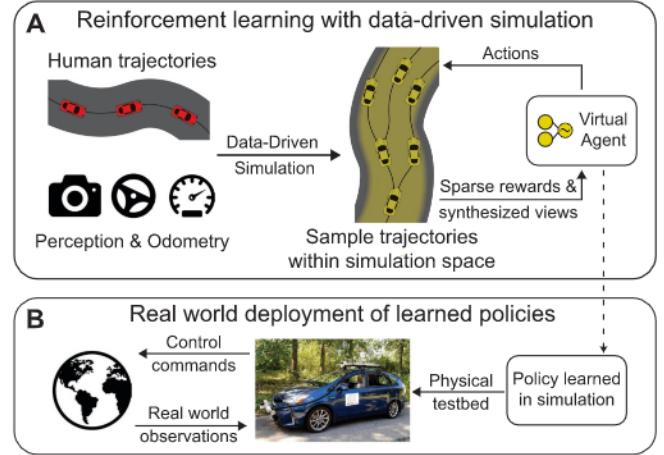 A
Reinforcement learning with data-driven simulation
Human trajectories
Actions
Virtual
Agent
Data-Driven
Simulation
Sparse rewards &
synthesized views
Perception & Odometry
Sample trajectories
within simulation space
B
Real world deployment of learned policies
Control
commands
Real world
observations
Physical
testbed
Policy learned
in simulation